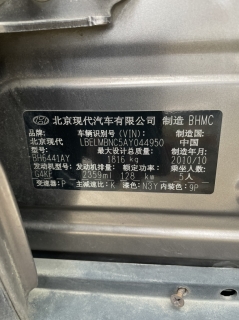 北京现代汽车有限公司 制造 BHMC
品牌: 车辆识别号(VIN): 制造国:
北京现代 LBELMBNC5AY044950 中国
型号: 最大设计总质量: 制造年月:
BH6441AY 1816 kg 2010/10
发动机型号: 发动机排量 额定功率: 乘坐人数:
G4KE 2359ml 128 kw 5人
变速器:P 主减速比:K 漆色:N3Y 内装色:9P